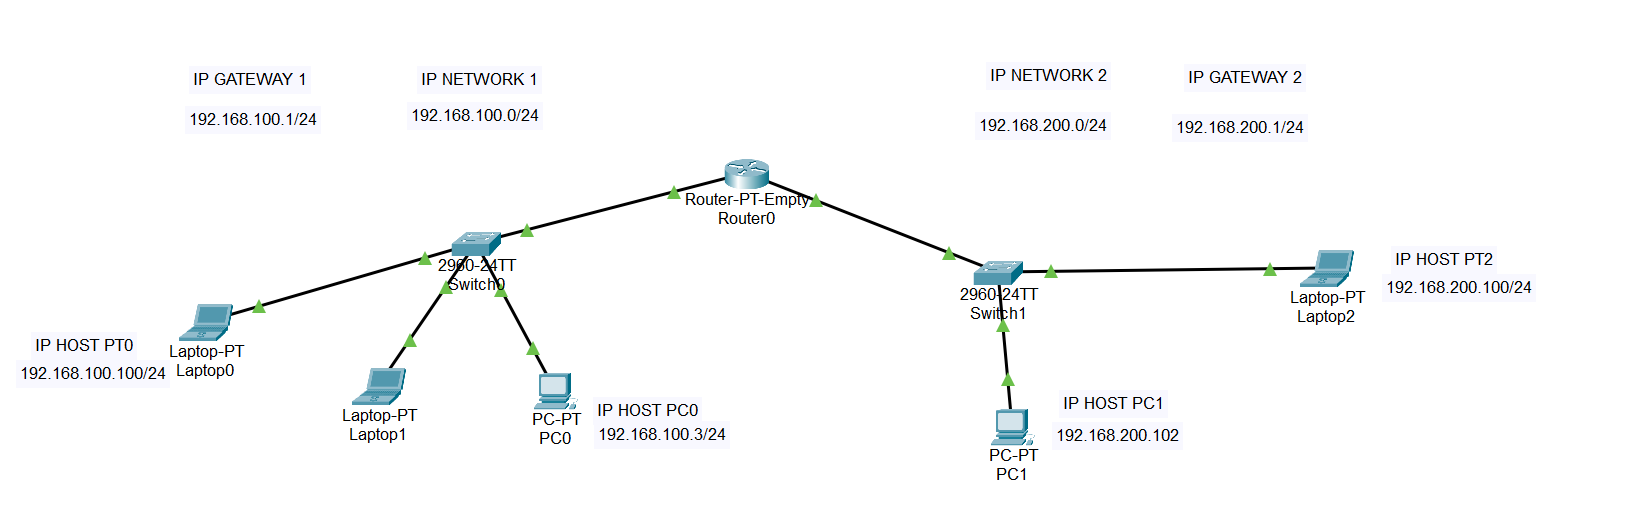 IP GATEWAY 1
192.168.100.1/24
IP NETWORK 1
192.168.100.0/24
IP NETWORK 2
192.168.200.0/24
IP GATEWAY 2
192.168.200.1/24
Router-PT-Empty
Router0
2960-24TT
Switch0
2960-24TT
Switch1
IP HOST PT2
192.168.200.100/24
Laptop-PT
Laptop2
IP HOST PT0
192.168.100.100/24
Laptop-PT
Laptop0
Laptop-PT
Laptop1
PC-PT
PC0
IP HOST PC0
192.168.100.3/24
IP HOST PC1
192.168.200.102
PC-PT
PC1